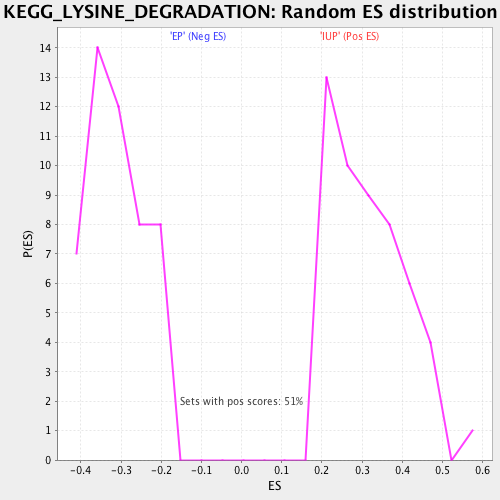 KEGG_LYSINE_DEGRADATION: Random ES distribution
'EP' (Neg ES) 'IUP' (Pos ES)
14
13
12
11
10
9
8
7
6
5
4
3
2
1
0
P(ES)
Sets with pos scores: 51%
-0.4 -0.3 -0.2 -0.1 0.0 0.1 0.2 0.3 0.4 0.5 0.6
ES